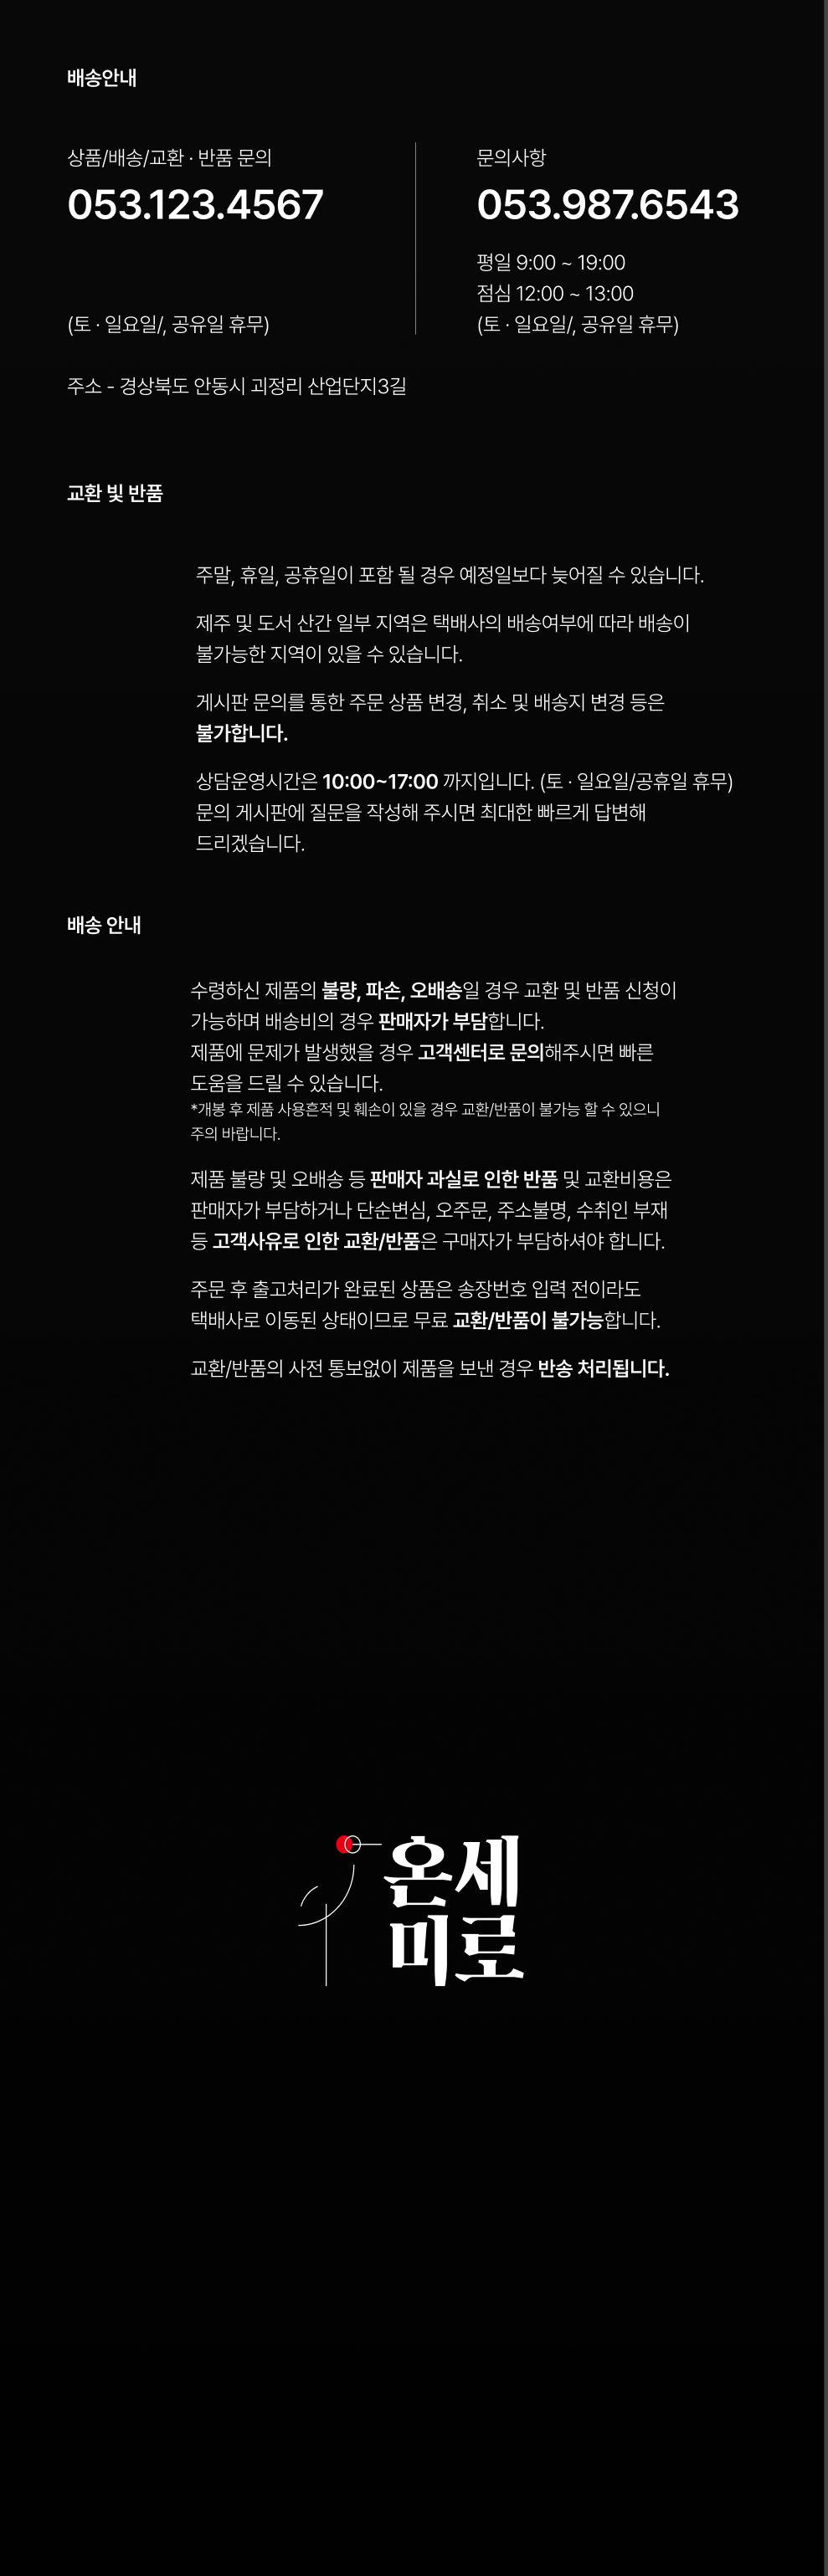 배송안내
상품/배송/교환 · 반품 문의
053.123.4567
(토 · 일요일/, 공유일 휴무)
문의사항
053.987.6543
평일 9:00 ~ 19:00
점심 12:00 ~ 13:00
(토 · 일요일/, 공유일 휴무)
주소 - 경상북도 안동시 괴정리 산업단지3길
교환 빛 반품
주말, 휴일, 공휴일이 포함 될 경우 예정일보다 늦어질 수 있습니다.
제주 및 도서 산간 일부 지역은 택배사의 배송여부에 따라 배송이
불가능한 지역이 있을 수 있습니다.
게시판 문의를 통한 주문 상품 변경, 취소 및 배송지 변경 등은
불가합니다.
상담운영시간은 10:00~17:00 까지입니다. (토 · 일요일/공휴일 휴무)
문의 게시판에 질문을 작성해 주시면 최대한 빠르게 답변해
드리겠습니다.
배송 안내
수령하신 제품의 불량, 파손, 오배송일 경우 교환 및 반품 신청이
가능하며 배송비의 경우 판매자가 부담합니다.
제품에 문제가 발생했을 경우 고객센터로 문의해주시면 빠른
도움을 드릴 수 있습니다.
*개봉 후 제품 사용흔적 및 훼손이 있을 경우 교환/반품이 불가능 할 수 있으니
주의 바랍니다.
제품 불량 및 오배송 등 판매자 과실로 인한 반품 및 교환비용은
판매자가 부담하거나 단순변심, 오주문, 주소불명, 수취인 부재
등 고객사유로 인한 교환/반품은 구매자가 부담하셔야 합니다.
주문 후 출고처리가 완료된 상품은 송장번호 입력 전이라도
택배사로 이동된 상태이므로 무료 교환/반품이 불가능합니다.
교환/반품의 사전 통보없이 제품을 보낸 경우 반송 처리됩니다.
온세
미로